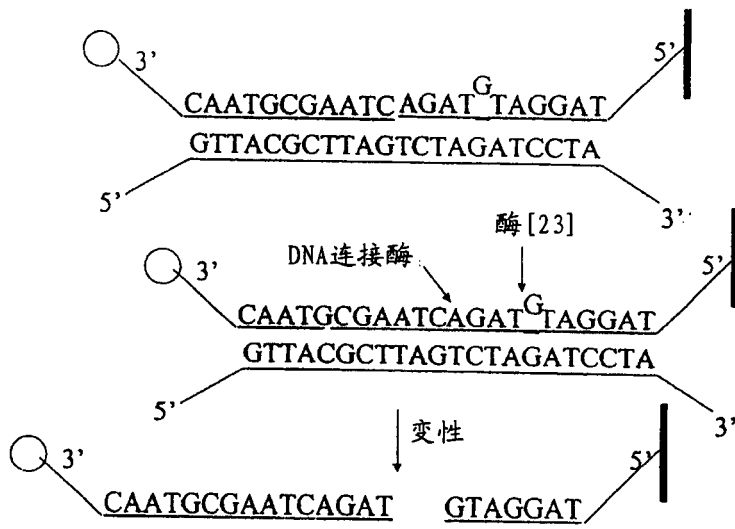 3’ 5’
CAATGCGAATCAGATGTAGGAT
GTTACGCTTAGTCTAGATCCTA
5’ 3’
酶[23]
DNA连接酶
3’ 5’
CAATGCGAATCAGATGTAGGAT
GTTACGCTTAGTCTAGATCCTA
5’ 3’
变性
3’ 5’
CAATGCGAATCAGAT GTAGGAT